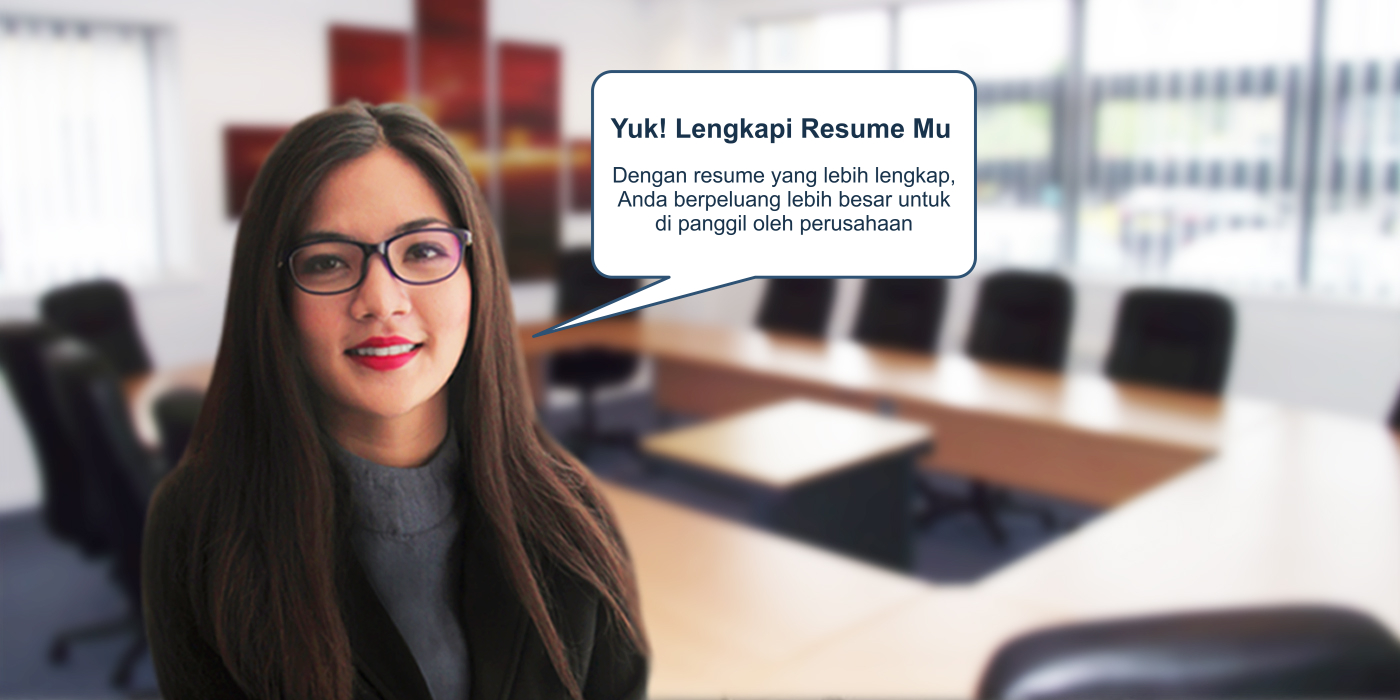 Yuk! Lengkapi Resume Mu
Dengan resume yang lebih lengkap,
Anda berpeluang lebih besar untuk
di panggil oleh perusahaan